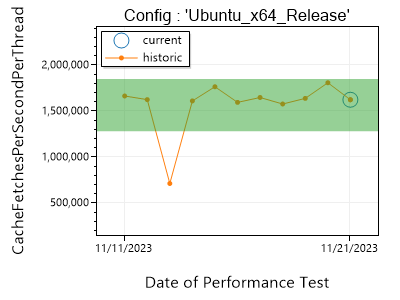 Config : 'Ubuntu_x64_Release'
CacheFetchesPerSecondPerThread
current
historic
2,000,000
1,500,000
1,000,000
500,000
11/11/2023
11/21/2023
Date of Performance Test